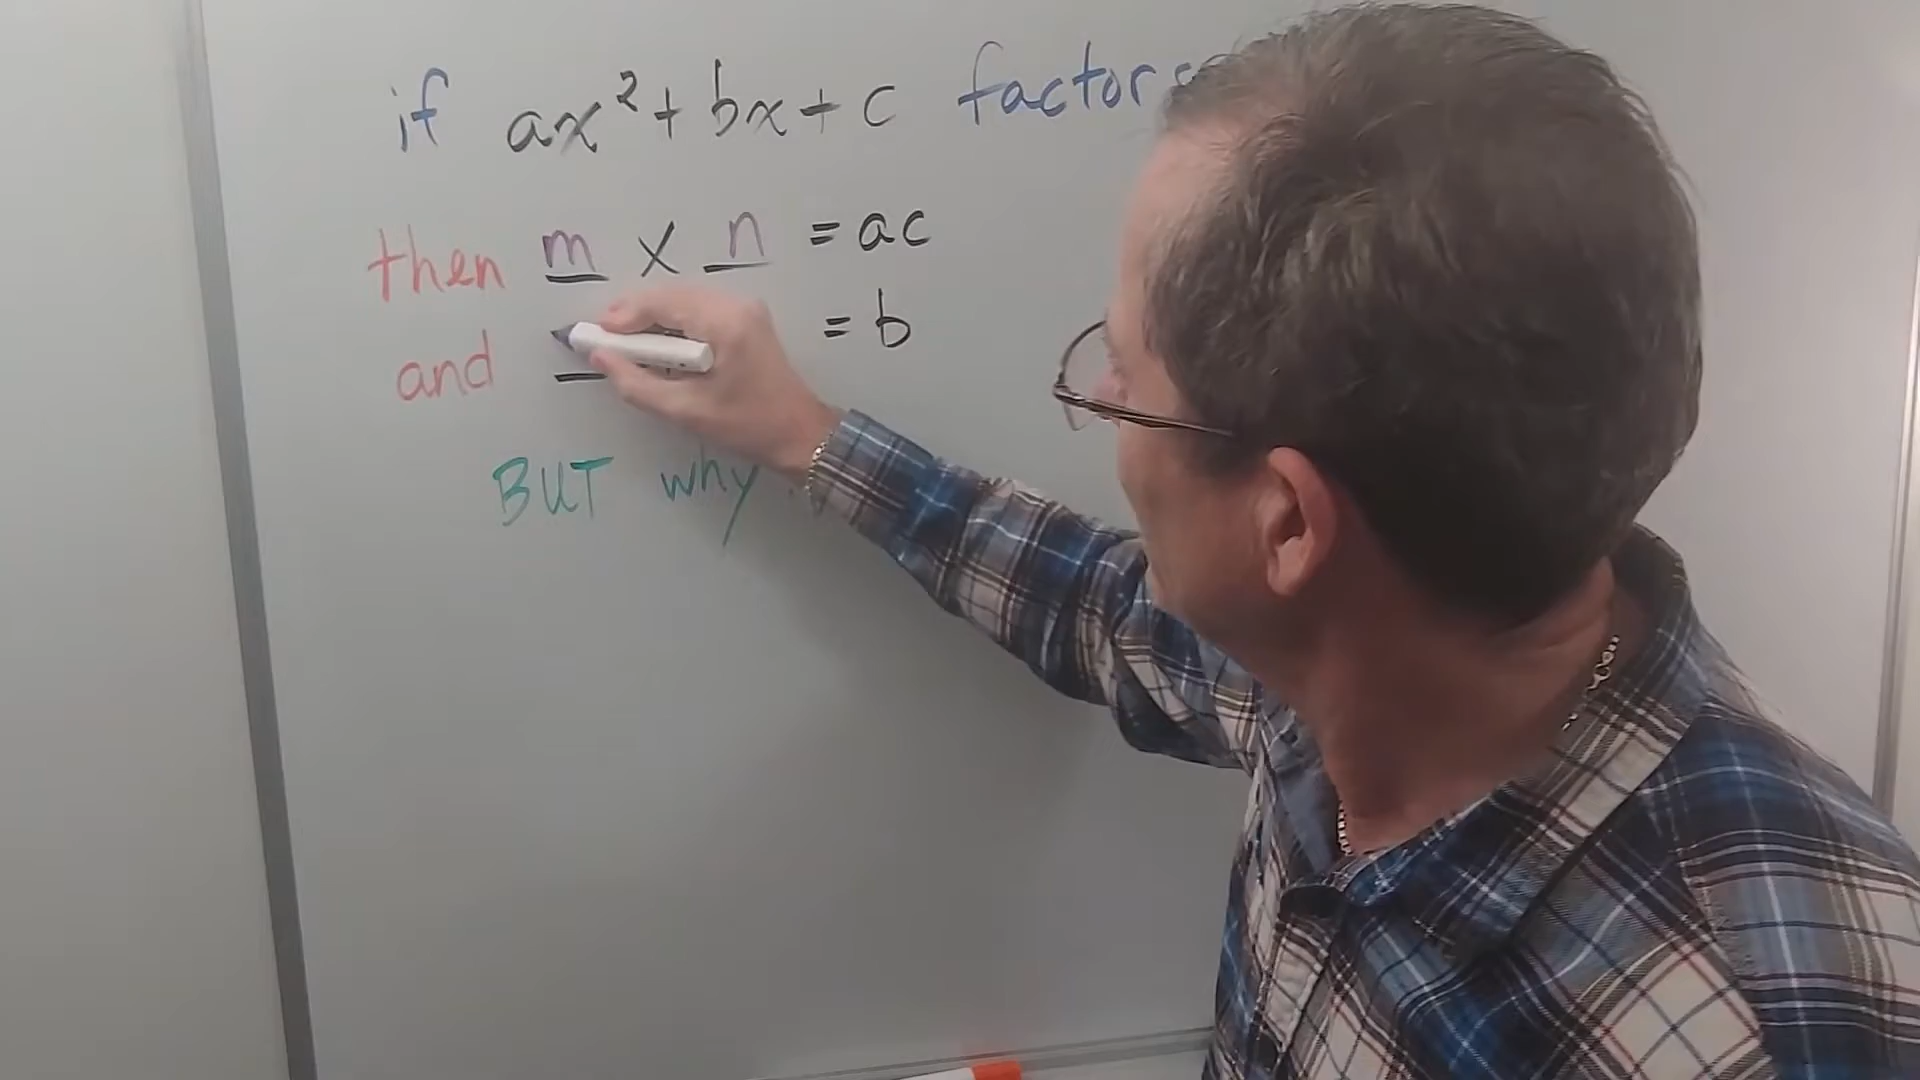 if ax²+bx+c factors
then m x n = ac
and _ + = b
BUT why